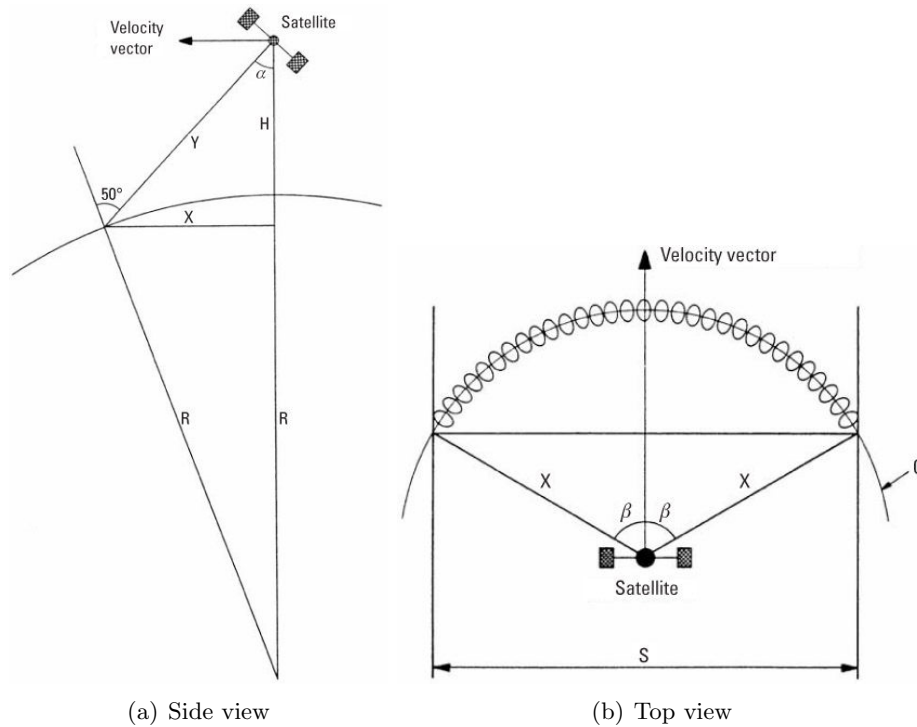 Satellite
Velocity
vector
α
H
Y
50°
X
R
R
(a) Side view
Velocity vector
X
X
β
β
Satellite
S
(b) Top view